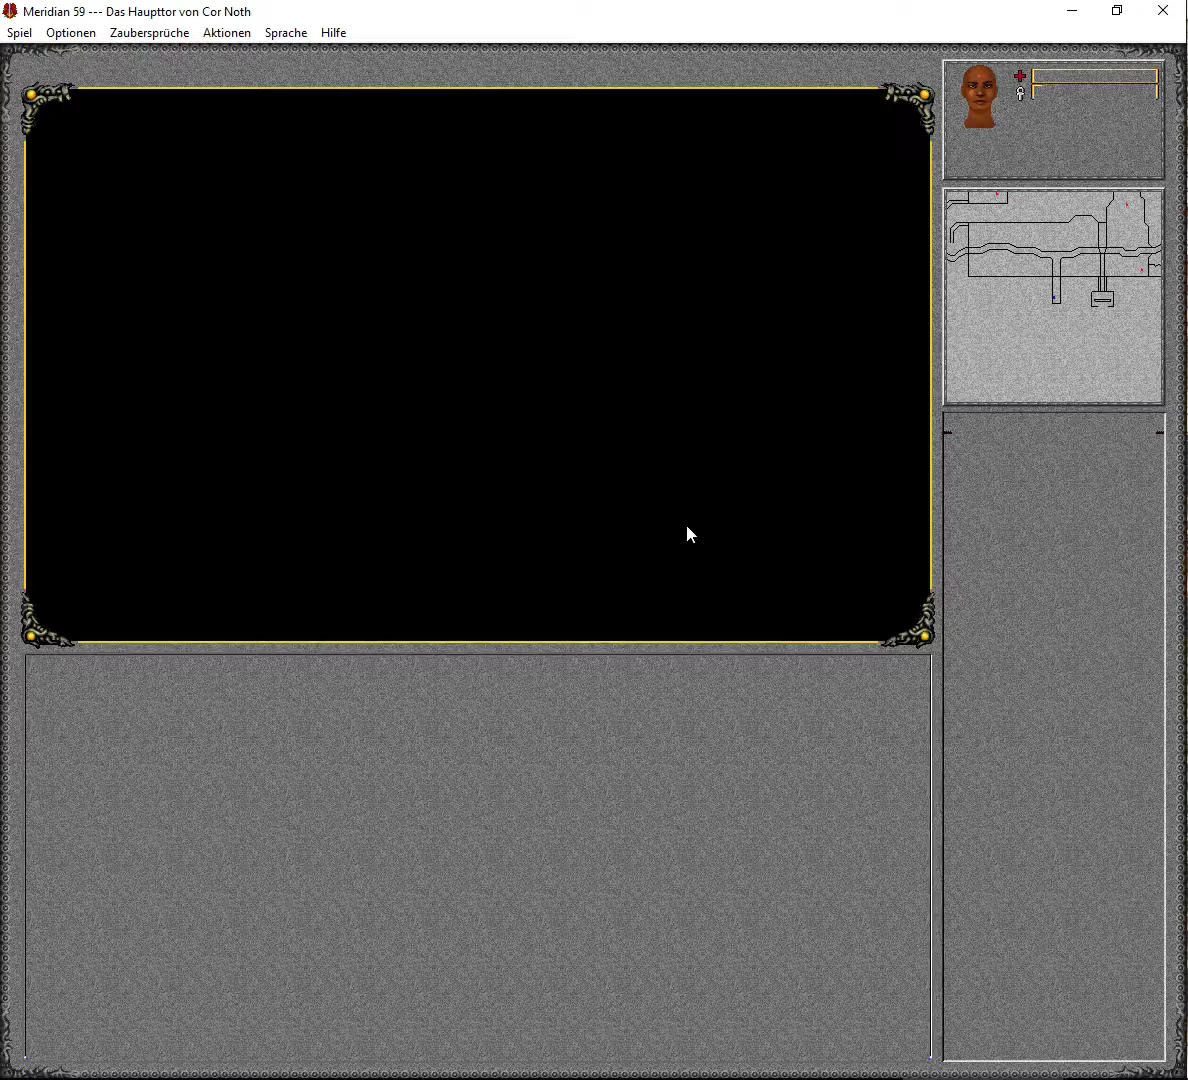 Meridian 59 --- Das Haupttor von Cor Noth
Spiel Optionen Zaubersprüche Aktionen Sprache Hilfe